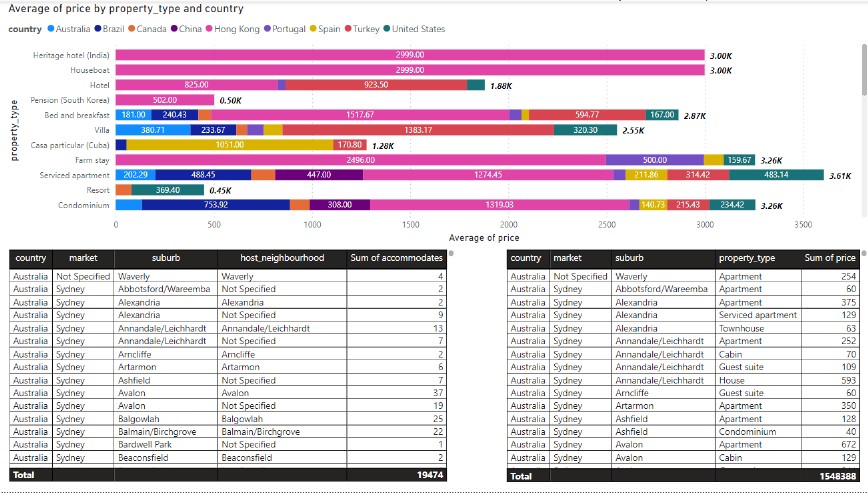 Average of price by property_type and country
country Australia Brazil Canada China Hong Kong Portugal Spain Turkey United States
property_type
Heritage hotel (India) 2999.00 3.00K
Houseboat 2999.00 3.00K
Hotel 825.00 923.50 1.88K
Pension (South Korea) 502.00 0.50K
Bed and breakfast 181.00 240.43 1517.67 594.77 167.00 2.87K
Villa 380.71 233.67 1383.17 320.30 2.55K
Casa particular (Cuba) 1051.00 170.80 1.28K
Farm stay 2496.00 500.00 159.67 3.26K
Serviced apartment 202.29 488.45 447.00 1274.45 211.86 314.42 483.14 3.61K
Resort 369.40 0.45K
Condominium 753.92 308.00 1319.03 140.73 215.43 234.42 3.26K
0 500 1000 1500 2000 2500 3000 3500
Average of price
country market suburb host_neighbourhood Sum of accommodates
Australia Not Specified Waverly Waverly 4
Australia Sydney Abbotsford/Wareemba Not Specified 2
Australia Sydney Alexandria Alexandria 2
Australia Sydney Alexandria Not Specified 9
Australia Sydney Annandale/Leichhardt Annandale/Leichhardt 13
Australia Sydney Annandale/Leichhardt Not Specified 7
Australia Sydney Arncliffe Arncliffe 2
Australia Sydney Artarmon Artarmon 6
Australia Sydney Ashfield Not Specified 7
Australia Sydney Avalon Avalon 37
Australia Sydney Avalon Not Specified 19
Australia Sydney Balgowlah Balgowlah 25
Australia Sydney Balmain/Birchgrove Balmain/Birchgrove 22
Australia Sydney Bardwell Park Not Specified 1
Australia Sydney Beaconsfield Beaconsfield 2
Total 19474
country market suburb property_type Sum of price
Australia Not Specified Waverly Apartment 254
Australia Sydney Abbotsford/Wareemba Apartment 60
Australia Sydney Alexandria Apartment 375
Australia Sydney Alexandria Serviced apartment 129
Australia Sydney Alexandria Townhouse 63
Australia Sydney Annandale/Leichhardt Apartment 252
Australia Sydney Annandale/Leichhardt Cabin 70
Australia Sydney Annandale/Leichhardt Guest suite 109
Australia Sydney Annandale/Leichhardt House 593
Australia Sydney Arncliffe Guest suite 60
Australia Sydney Artarmon Apartment 350
Australia Sydney Ashfield Apartment 128
Australia Sydney Ashfield Condominium 40
Australia Sydney Avalon Apartment 672
Australia Sydney Avalon Cabin 129
Total 1548388